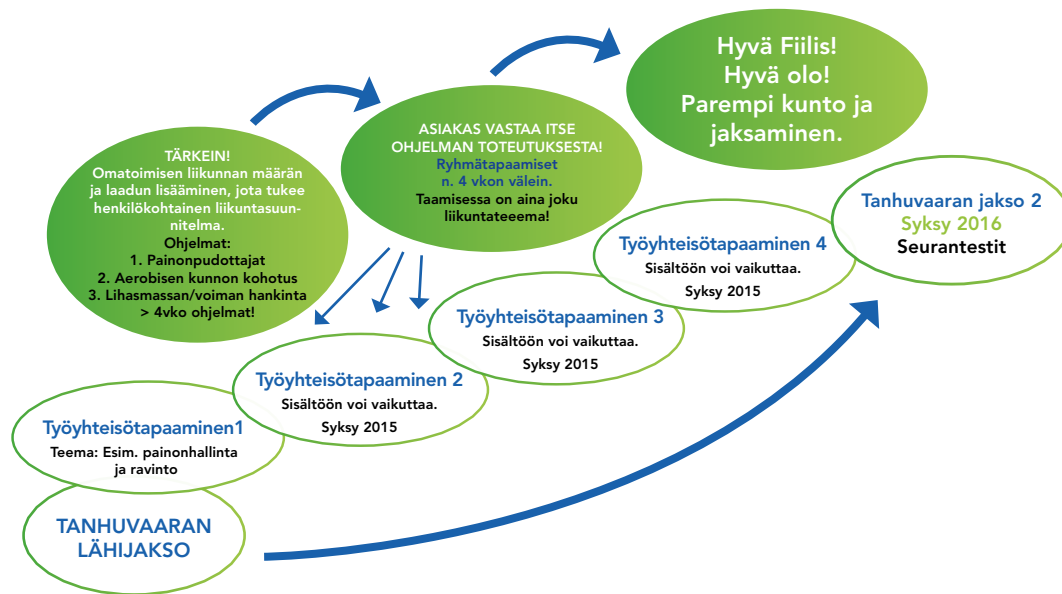 Hyvä Fiilis!
Hyvä olo!
Parempi kunto ja
jaksaminen.
ASIAKAS VASTAA ITSE
OHJELMAN TOTEUTUKSESTA!
Ryhmätapaamiset
n. 4 vkon välein.
Taamisessa on aina joku
liikuntateeema!
TÄRKEIN!
Omatoimisen liikunnan määrän
ja laadun lisääminen, jota tukee
henkilökohtainen liikuntasuun-
nitelma.
Ohjelmat:
1. Painonpudottajat
2. Aerobisen kunnon kohotus
3. Lihasmassan/voiman hankinta
> 4vko ohjelmat!
Tanhuvaaran jakso 2
Syksy 2016
Seurantestit
Työyhteisötapaaminen 4
Sisältöön voi vaikuttaa.
Syksy 2015
Työyhteisötapaaminen 3
Sisältöön voi vaikuttaa.
Syksy 2015
Työyhteisötapaaminen 2
Sisältöön voi vaikuttaa.
Syksy 2015
Työyhteisötapaaminen1
Teema: Esim. painonhallinta
ja ravinto
TANHUVAARAN
LÄHIJAKSO